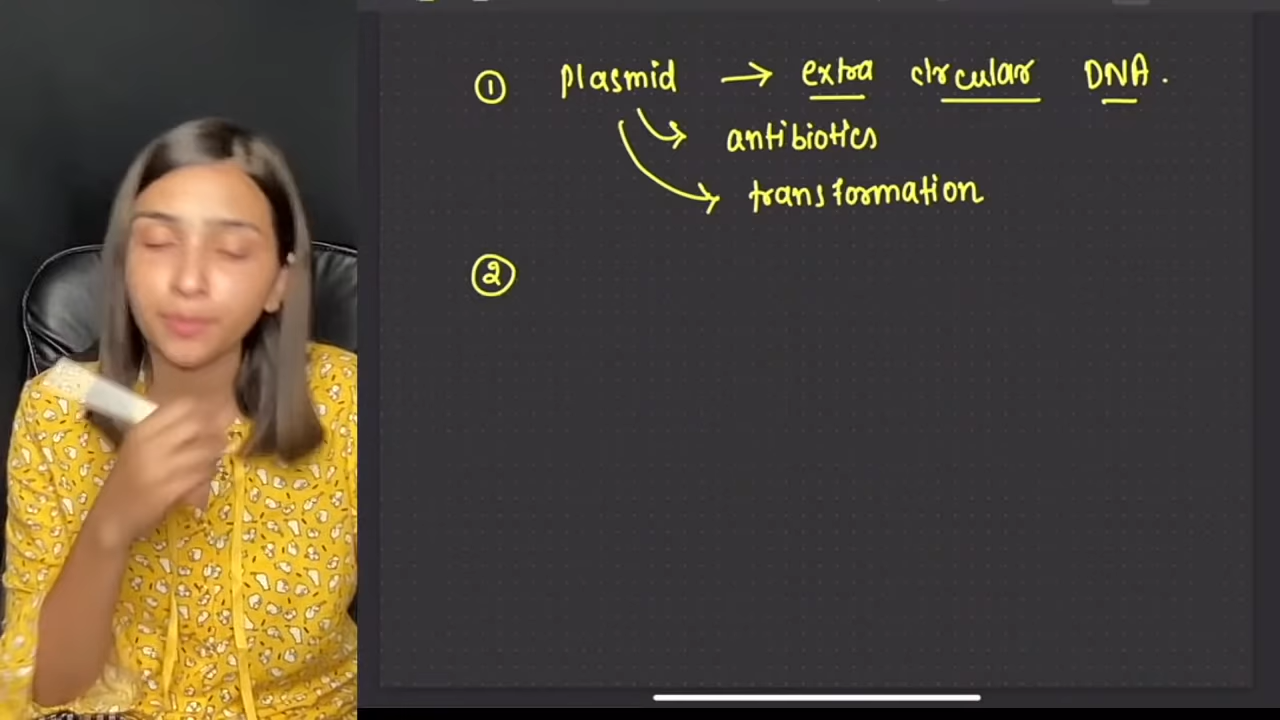 ① Plasmid → extra circular DNA.
→ antibiotics
→ transformation
②